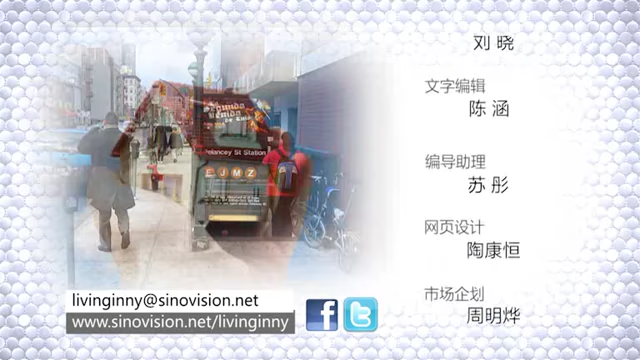 刘 晓
文字编辑
陈 涵
编导助理
苏 彤
网页设计
陶康恒
市场企划
周明烨
Segunda
Delancey St Station
E J M Z
livinginny@sinovision.net
www.sinovision.net/livinginny